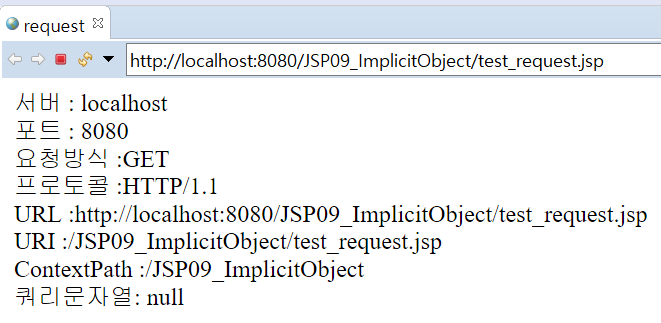 request
http://localhost:8080/JSP09_ImplicitObject/test_request.jsp
서버 : localhost
포트 : 8080
요청방식 :GET
프로토콜 :HTTP/1.1
URL :http://localhost:8080/JSP09_ImplicitObject/test_request.jsp
URI :/JSP09_ImplicitObject/test_request.jsp
ContextPath :/JSP09_ImplicitObject
쿼리문자열: null